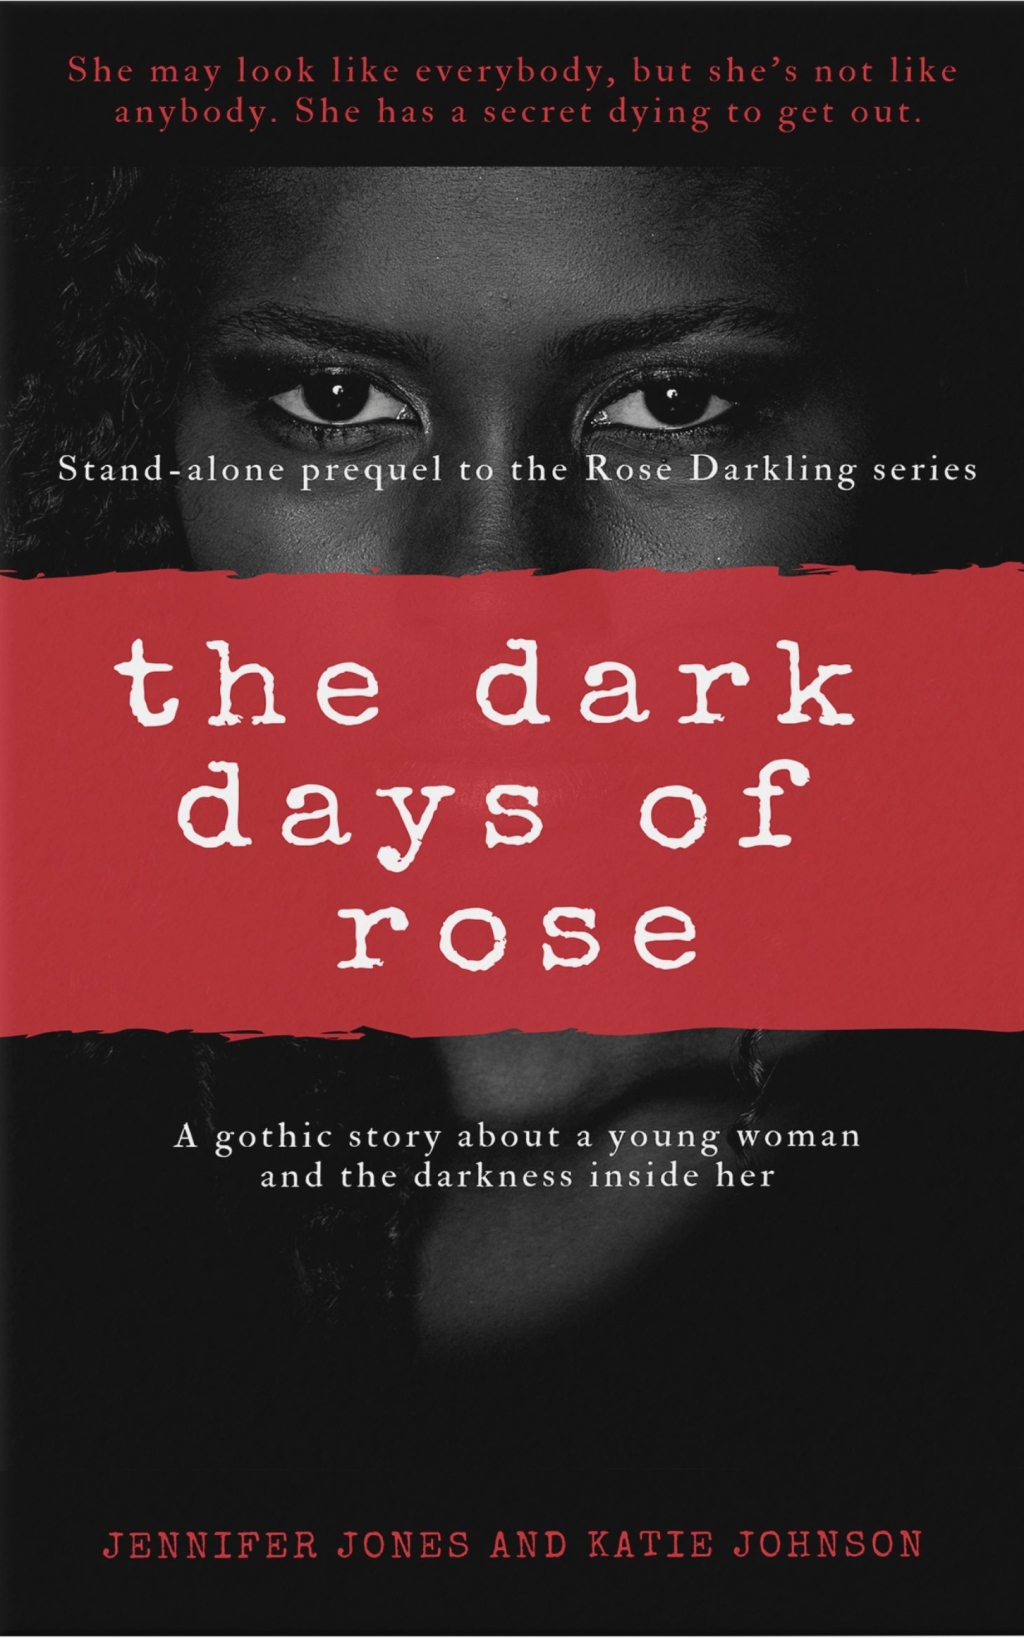 She may look like everybody, but she’s not like
anybody. She has a secret dying to get out.
Stand-alone prequel to the Rose Darkling series
the dark
days of
rose
A gothic story about a young woman
and the darkness inside her
JENNIFER JONES AND KATIE JOHNSON